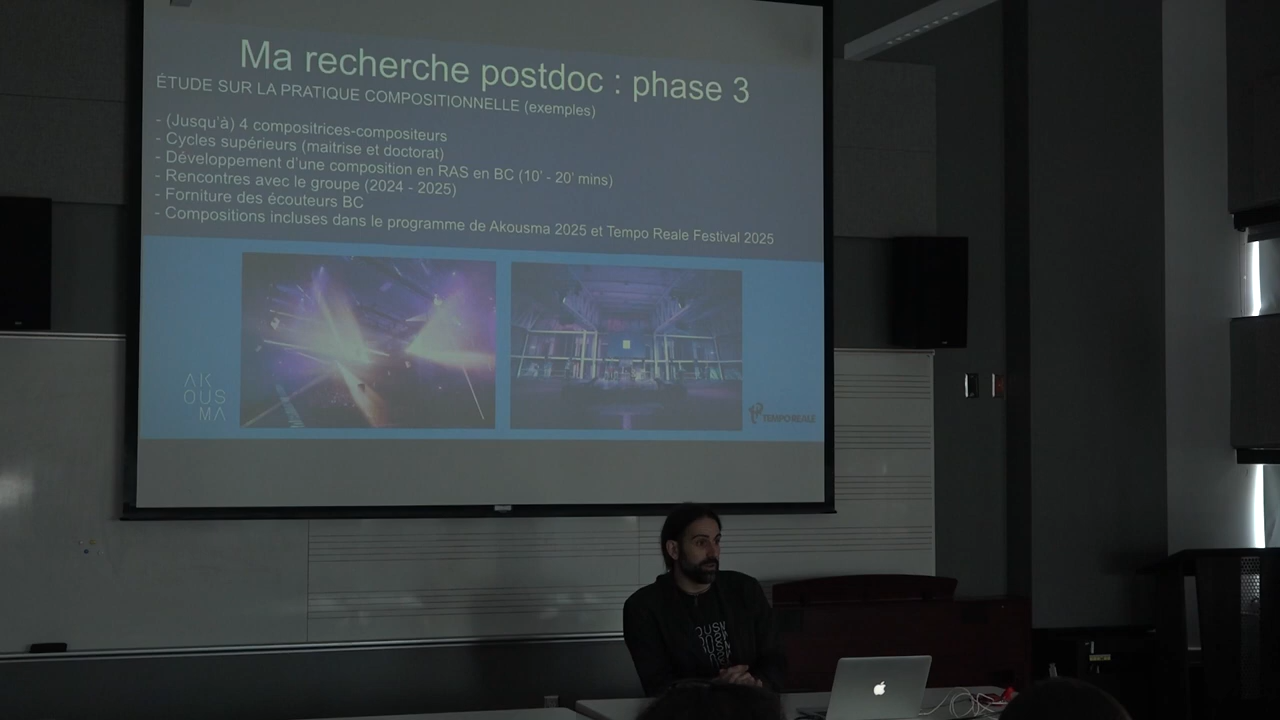 Ma recherche postdoc : phase 3
ÉTUDE SUR LA PRATIQUE COMPOSITIONNELLE (exemples)
- (Jusqu'à) 4 compositrices-compositeurs
- Cycles supérieurs (maitrise et doctorat)
- Développement d'une composition en RAS en BC (10' - 20' mins)
- Rencontres avec le groupe (2024 - 2025)
- Forniture des écouteurs BC
- Compositions incluses dans le programme de Akousma 2025 et Tempo Reale Festival 2025
AK
OUS
MA
TEMPO REALE